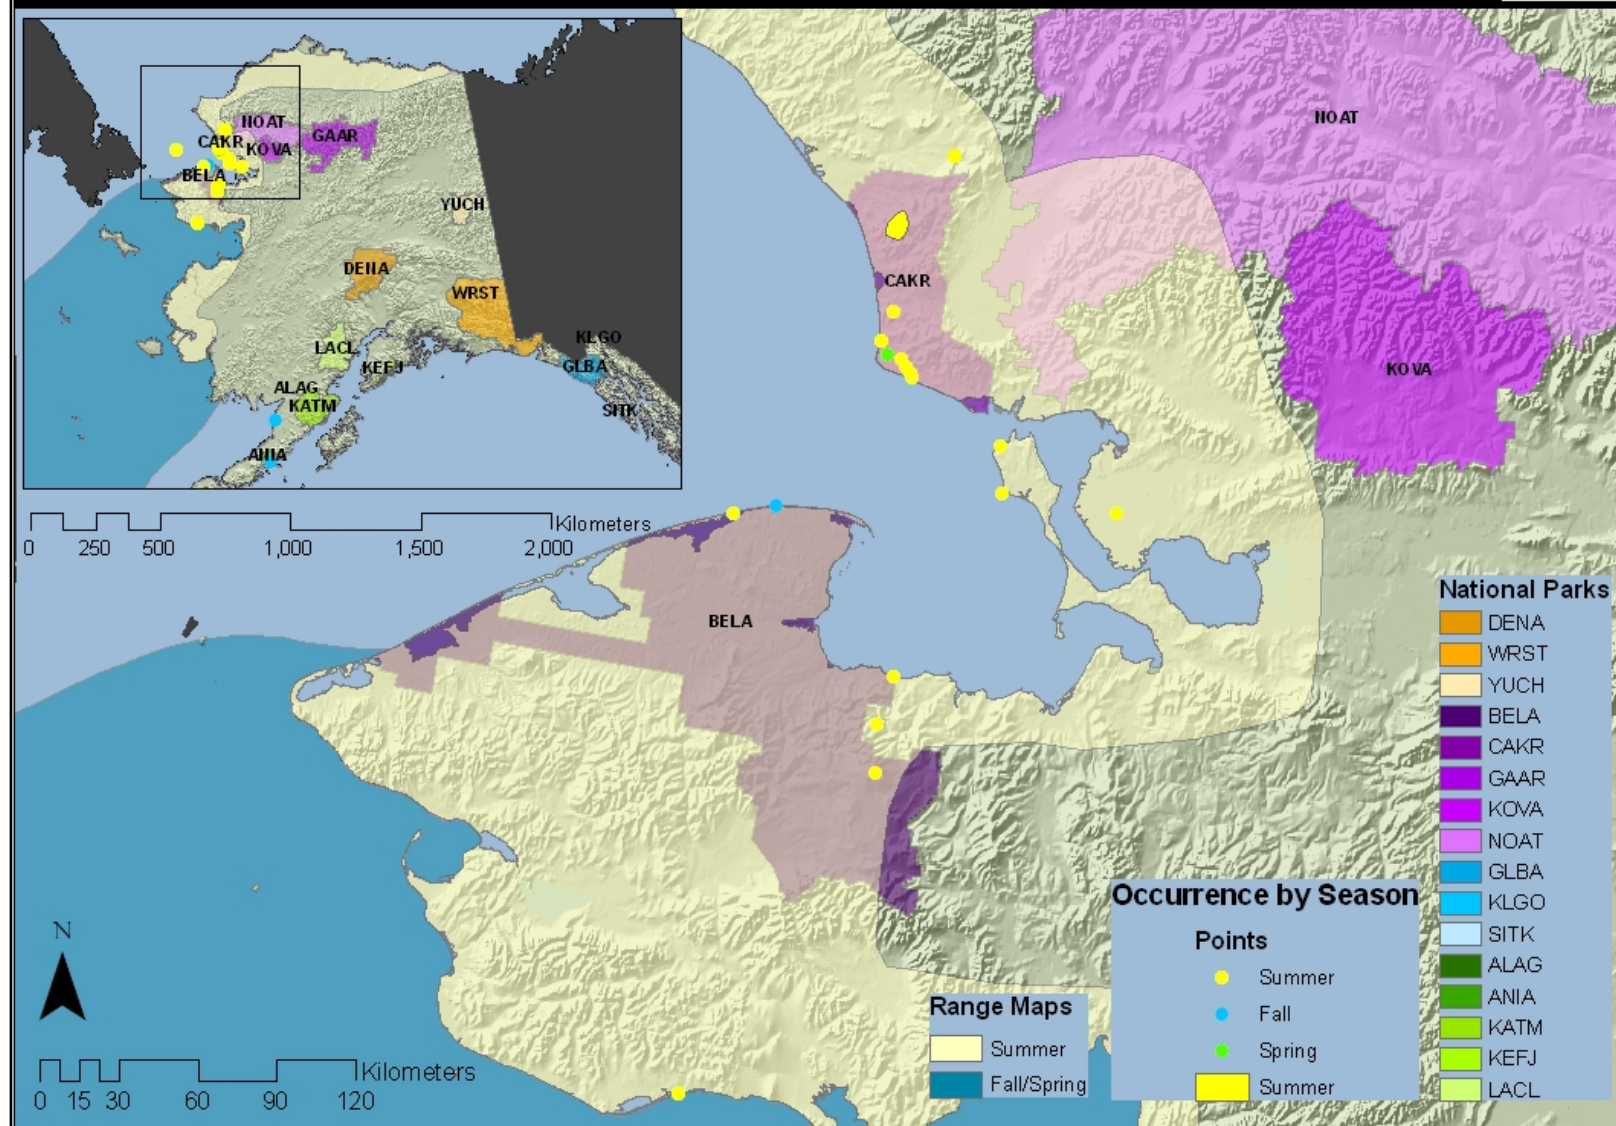 NOAT
GAAR
CAKR
KOVA
BELA
YUCH
DENA
WRST
KLGO
LACL
KEFJ
GLBA
ALAG
KATM
SITK
ANIA
Kilometers
0 250 500 1,000 1,500 2,000
NOAT
CAKR
KOVA
BELA
N
Kilometers
0 15 30 60 90 120
Range Maps
Summer
Fall/Spring
Occurrence by Season
Points
Summer
Fall
Spring
Summer
National Parks
DENA
WRST
YUCH
BELA
CAKR
GAAR
KOVA
NOAT
GLBA
KLGO
SITK
ALAG
ANIA
KATM
KEFJ
LACL